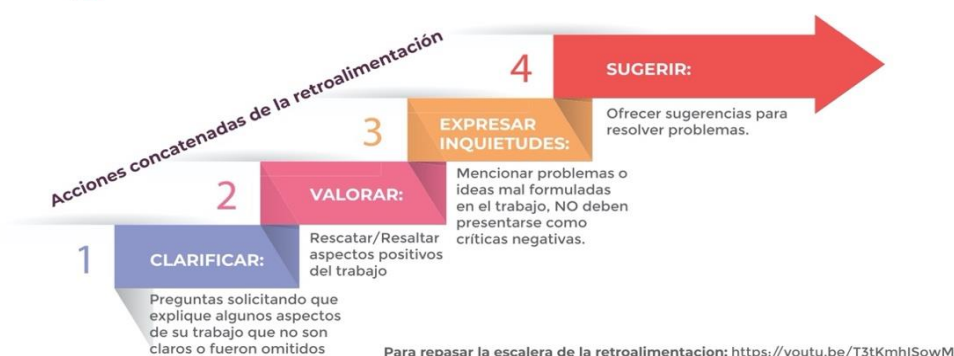 Acciones concatenadas de la retroalimentación
1
CLARIFICAR:
Preguntas solicitando que
explique algunos aspectos
de su trabajo que no son
claros o fueron omitidos
2
VALORAR:
Rescatar/Resaltar
aspectos positivos
del trabajo
3
EXPRESAR
INQUIETUDES:
Mencionar problemas o
ideas mal formuladas
en el trabajo, NO deben
presentarse como
críticas negativas.
4
SUGERIR:
Ofrecer sugerencias para
resolver problemas.
Para repasar la escalera de la retroalimentacion: https://youtu.be/T3tKmhISowM